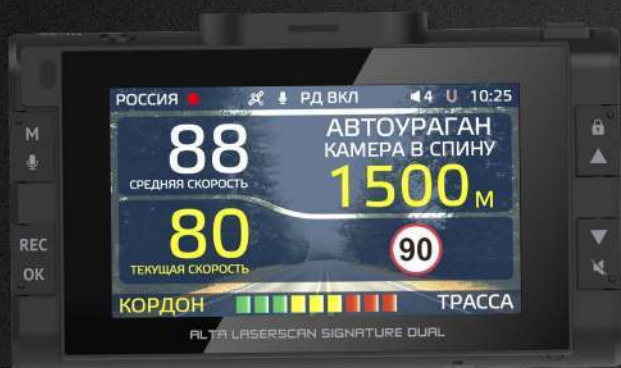 РОССИЯ РД ВКЛ 4 U 10:25
88
СРЕДНЯЯ СКОРОСТЬ
АВТОУРАГАН
КАМЕРА В СПИНУ
1500 м
80
ТЕКУЩАЯ СКОРОСТЬ
90
КОРДОН ТРАССА
ALTA LASERSCAN SIGNATURE DUAL
M
REC
OK